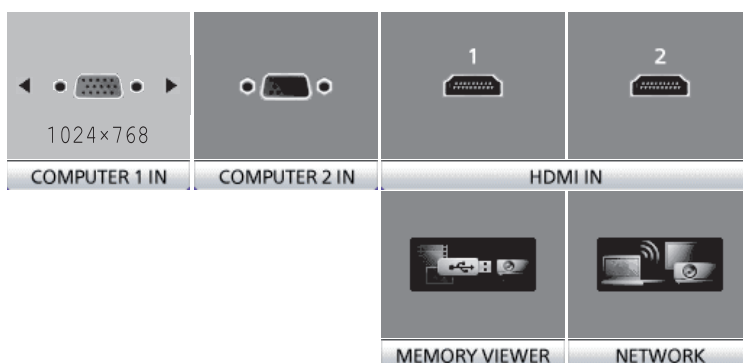 1 2
1024×768
COMPUTER 1 IN COMPUTER 2 IN HDMI IN
MEMORY VIEWER NETWORK